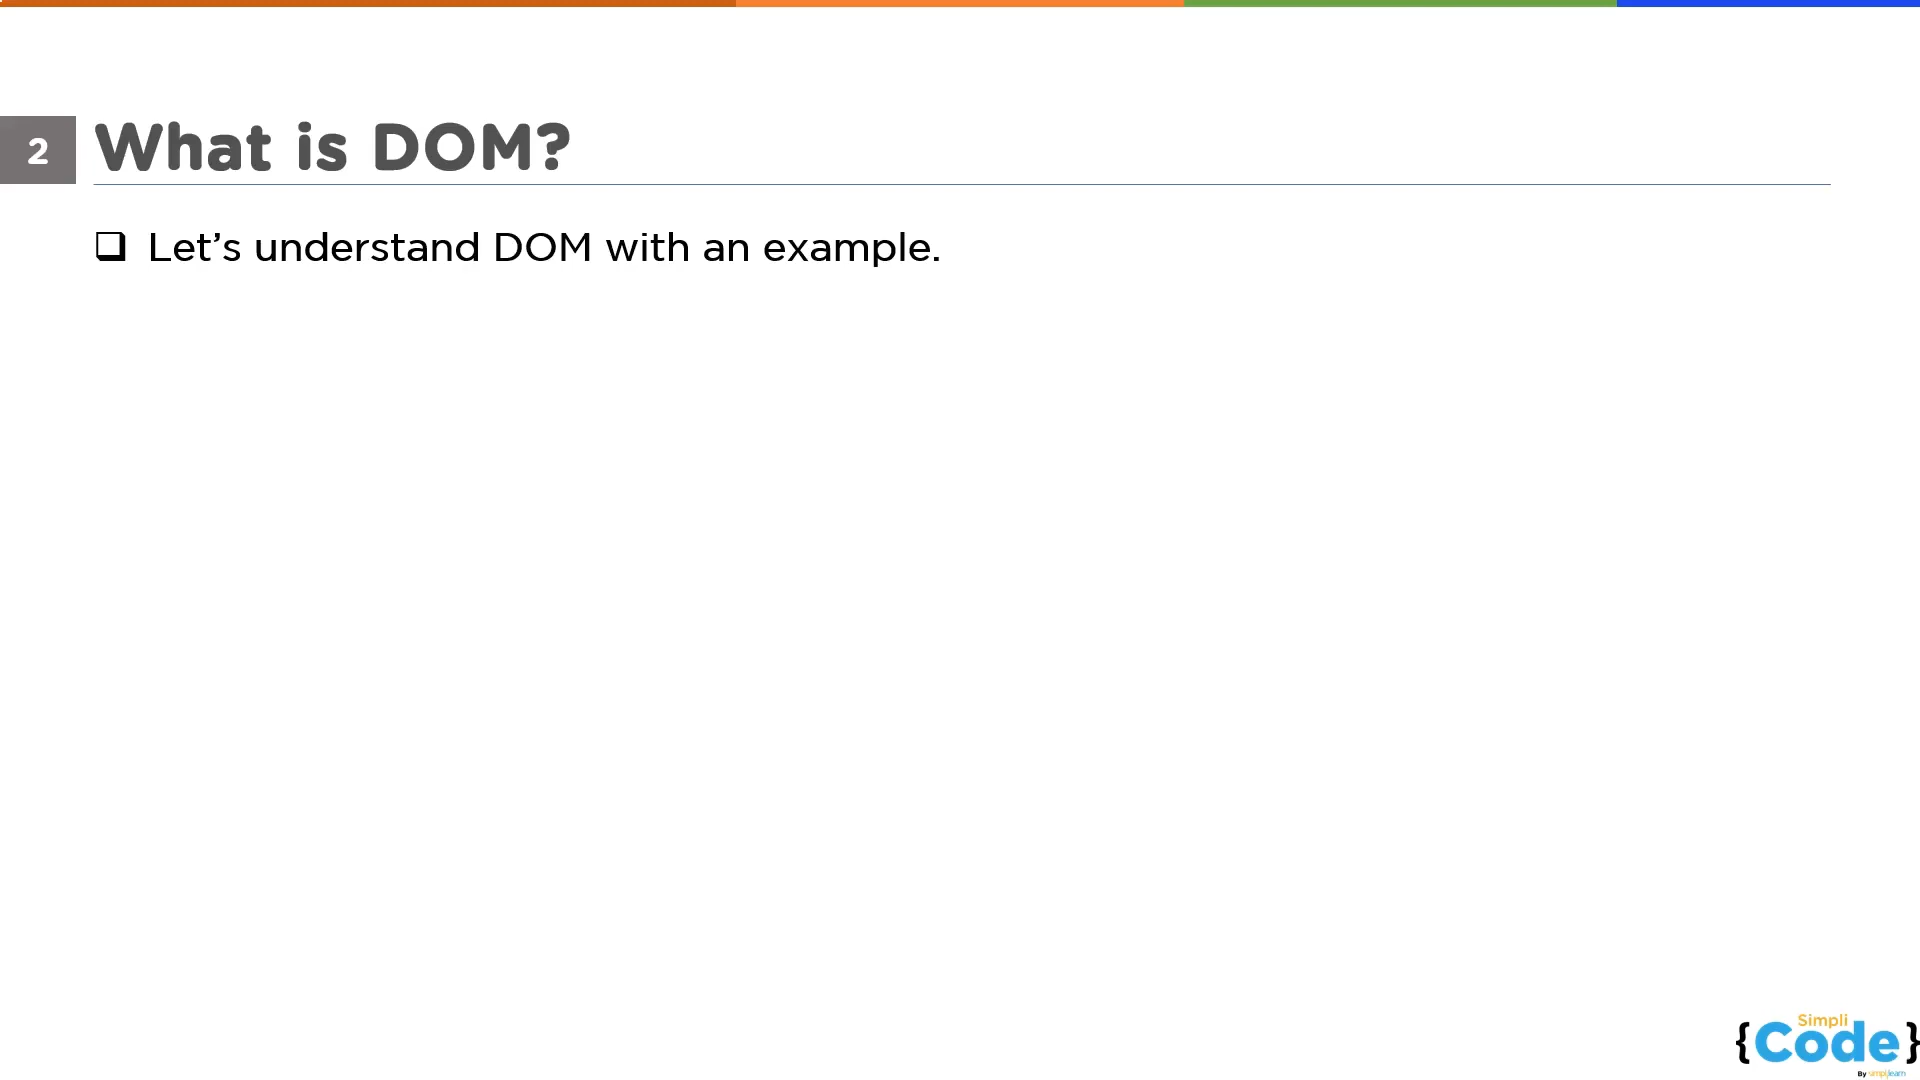 2
What is DOM?
Let’s understand DOM with an example.
Simpli
{Code}
By simplilearn